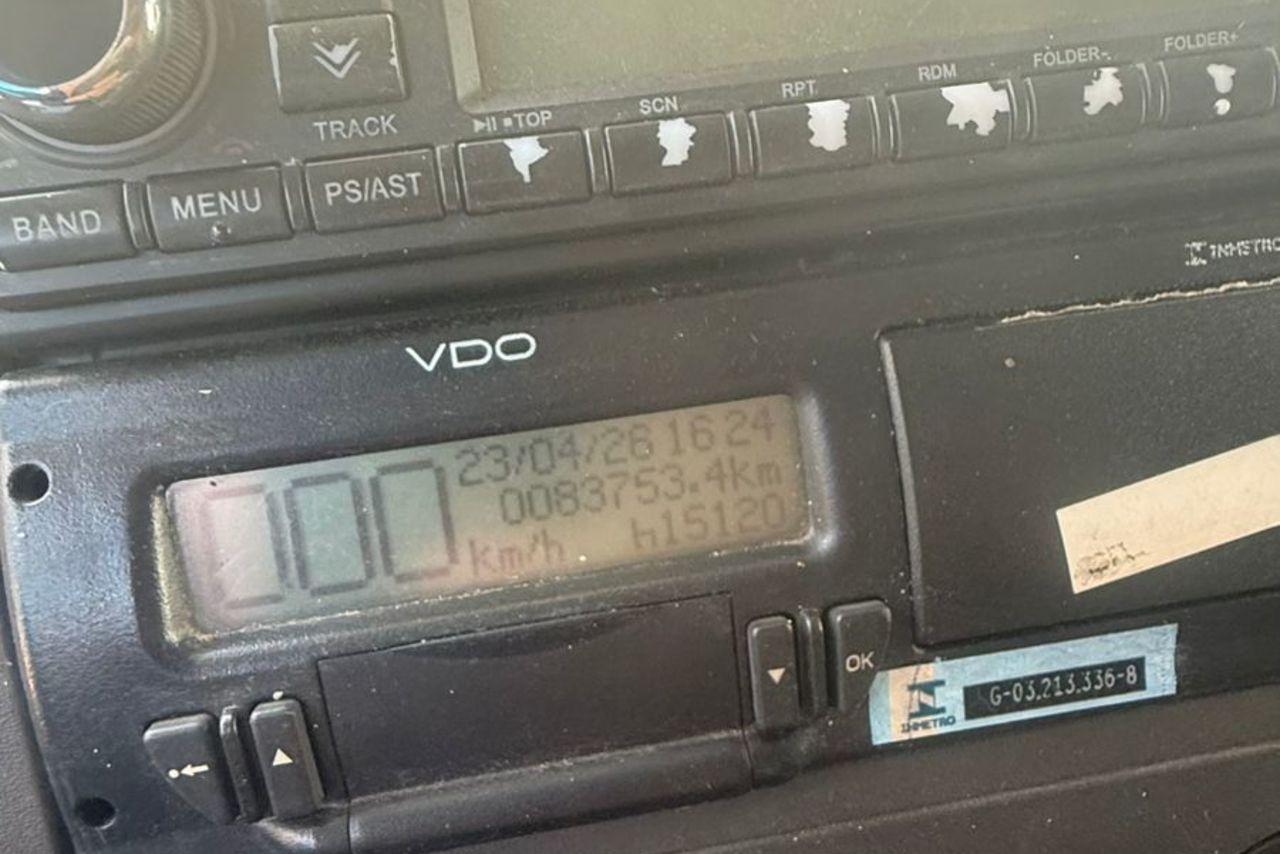 TRACK
▶II ■TOP SCN RPT RDM FOLDER- FOLDER+
BAND MENU PS/AST
INMETRO
VDO
000 km/h
23/04/26 16 24
0083753.4km
h15120
OK
INMETRO
G-03.213.336-8